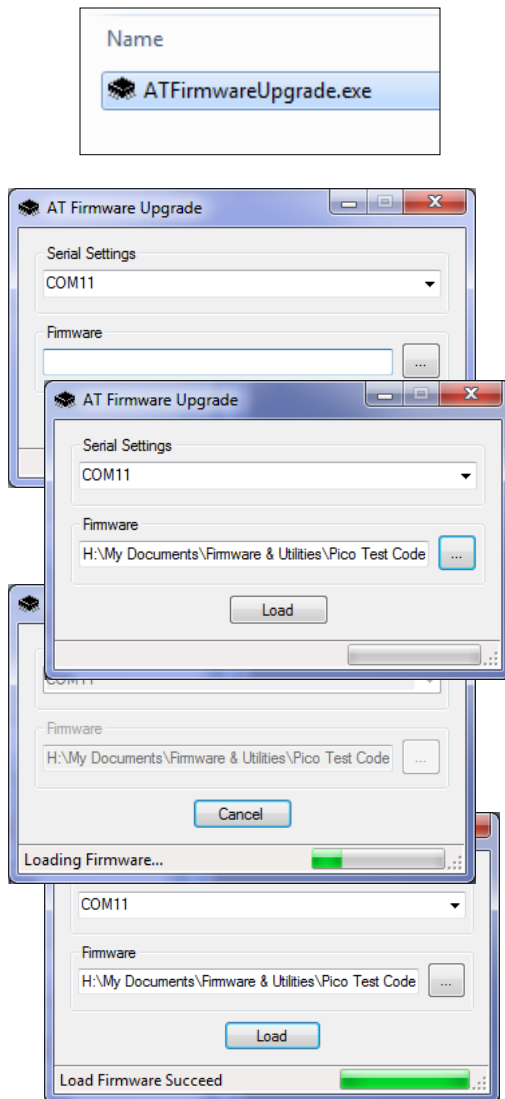 Name
ATFirmwareUpgrade.exe
AT Firmware Upgrade
Serial Settings
COM11
Firmware
...
AT Firmware Upgrade
Serial Settings
COM11
Firmware
H:\My Documents\Firmware & Utilities\Pico Test Code
...
Load
COM11
Firmware
H:\My Documents\Firmware & Utilities\Pico Test Code
...
Cancel
Loading Firmware...
COM11
Firmware
H:\My Documents\Firmware & Utilities\Pico Test Code
...
Load
Load Firmware Succeed